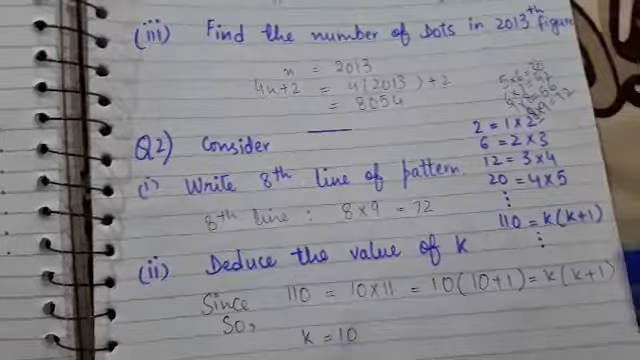 (iii) Find the number of dots in 2013th figure
n = 2013
4n+2 = 4(2013)+2
= 8054
Q2) Consider
2 = 1×2
6 = 2×3
12 = 3×4
20 = 4×5
⋮
110 = k(k+1)
⋮
(i) Write 8th line of pattern
8th line : 8×9 = 72
(ii) Deduce the value of k
Since 110 = 10×11 = 10(10+1) = k(k+1)
So, k = 10